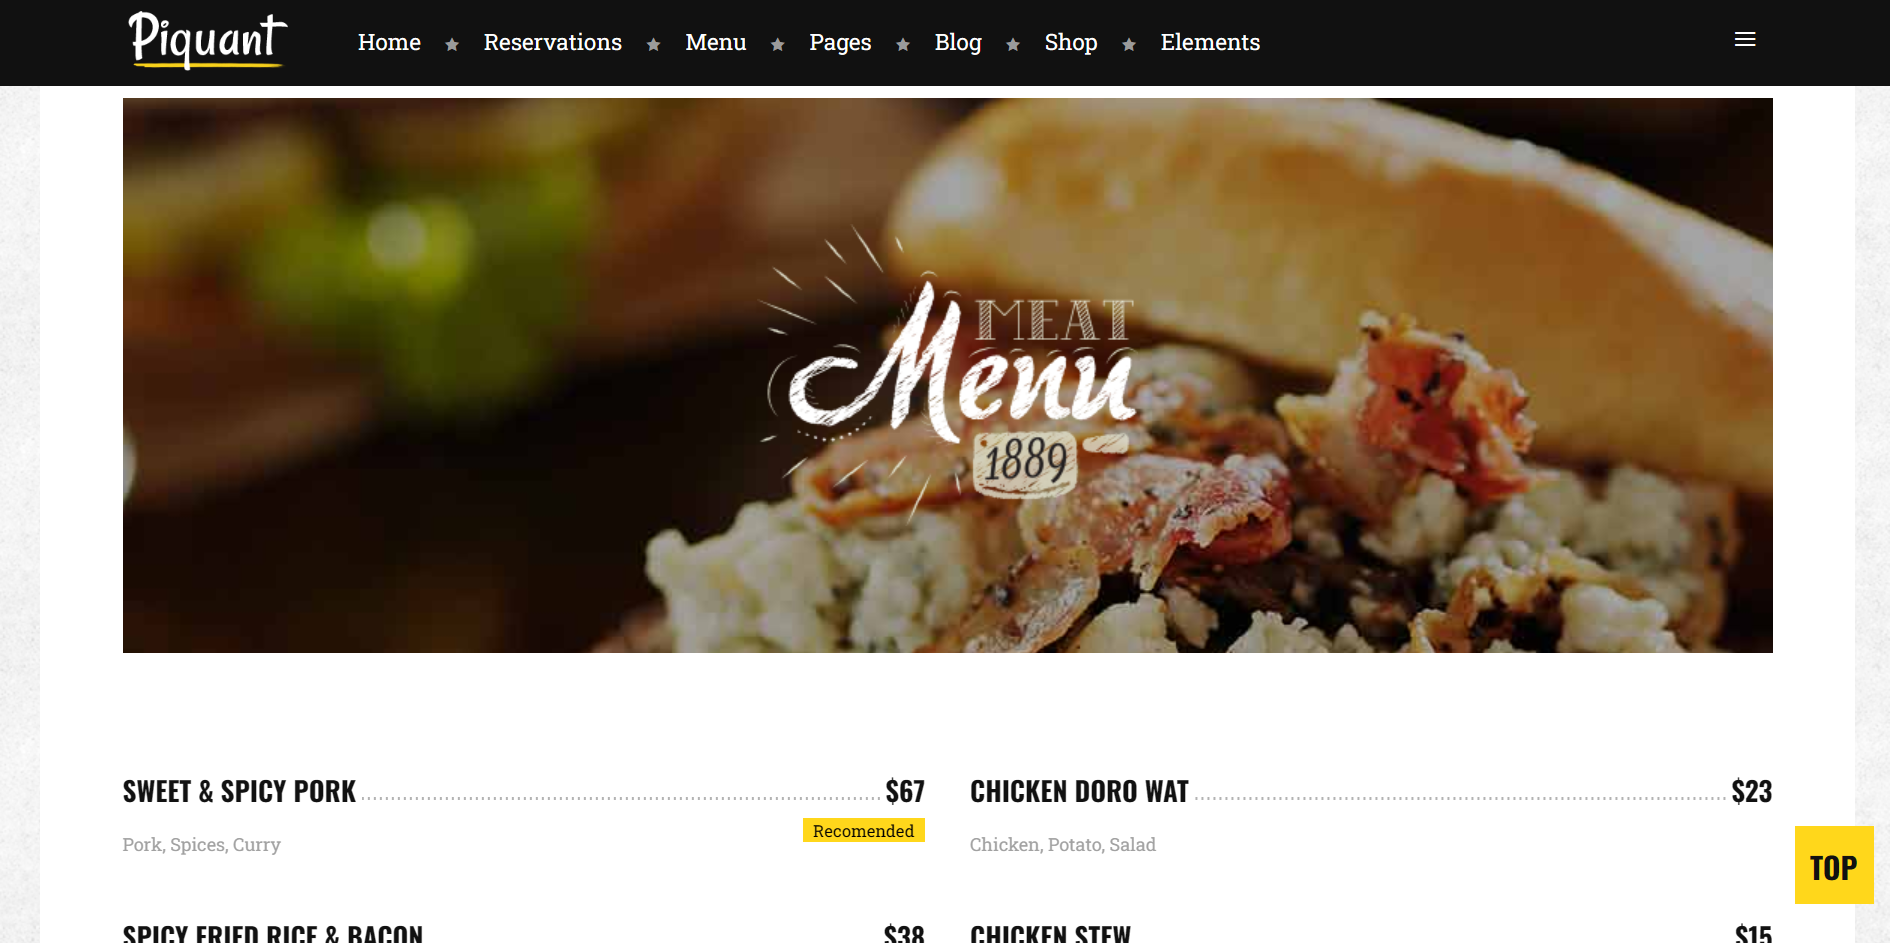 Piquant
Home ★ Reservations ★ Menu ★ Pages ★ Blog ★ Shop ★ Elements
MEAT
Menu
1889
SWEET & SPICY PORK $67
Recomended
Pork, Spices, Curry
CHICKEN DORO WAT $23
Chicken, Potato, Salad
TOP
SPICY FRIED RICE & BACON $38
CHICKEN STEW $15